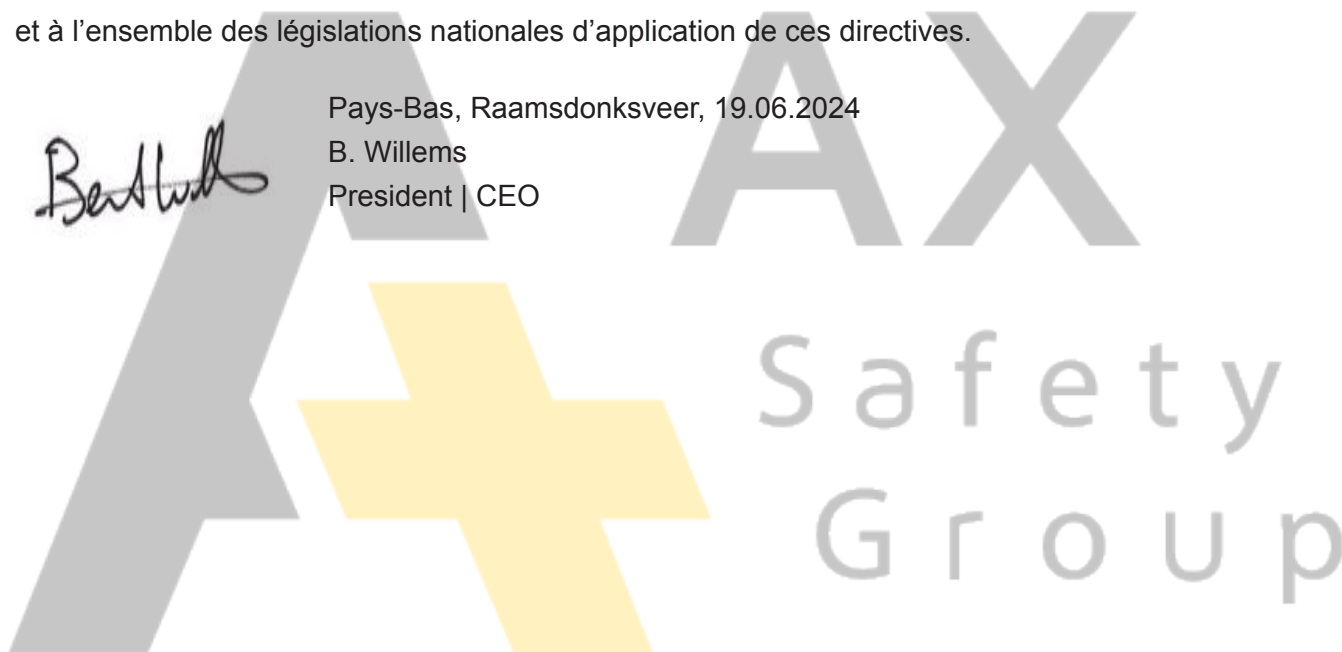 et à l’ensemble des législations nationales d’application de ces directives.
Pays-Bas, Raamsdonksveer, 19.06.2024
B. Willems
President | CEO
AX
Safety
Group